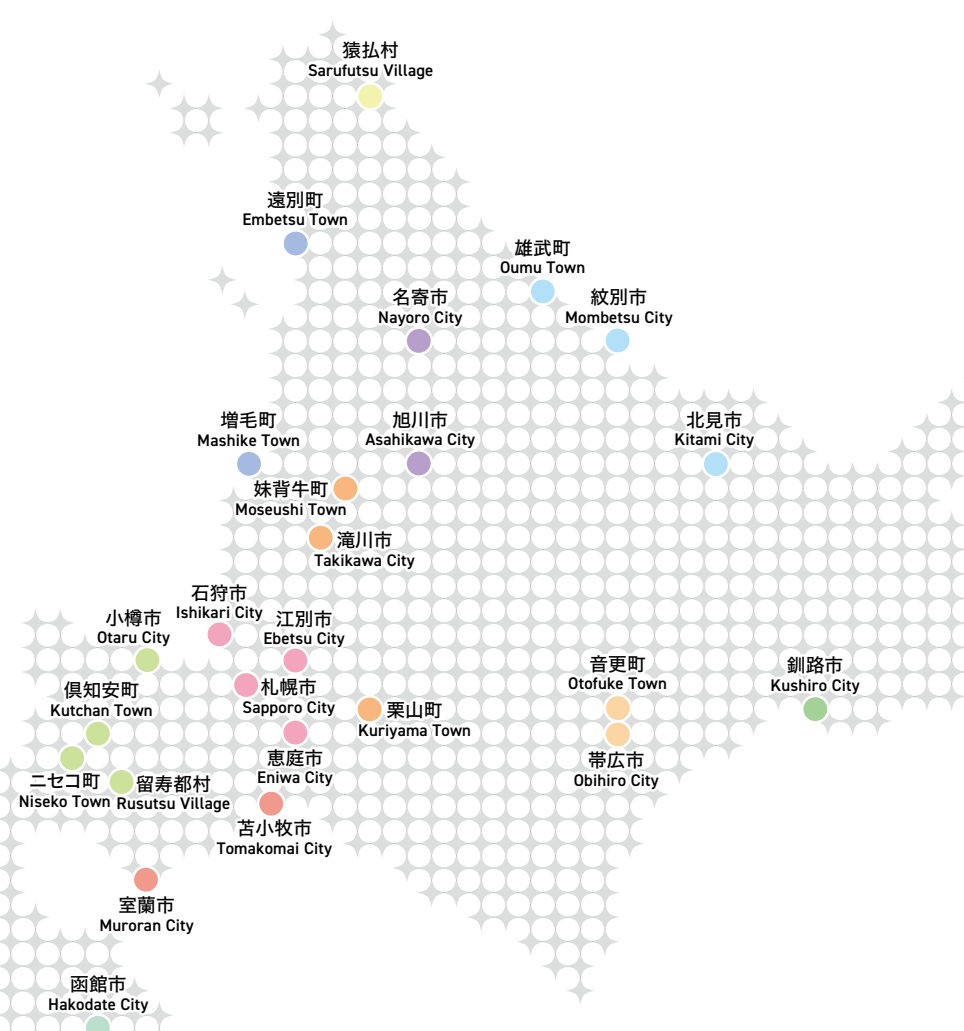 猿払村
Sarufutsu Village
遠別町
Embetsu Town
雄武町
Oumu Town
名寄市
Nayoro City
紋別市
Mombetsu City
増毛町
Mashike Town
旭川市
Asahikawa City
北見市
Kitami City
妹背牛町
Moseushi Town
滝川市
Takikawa City
石狩市
Ishikari City
小樽市
Otaru City
江別市
Ebetsu City
札幌市
Sapporo City
音更町
Otofuke Town
釧路市
Kushiro City
倶知安町
Kutchan Town
栗山町
Kuriyama Town
恵庭市
Eniwa City
帯広市
Obihiro City
ニセコ町
Niseko Town
留寿都村
Rusutsu Village
苫小牧市
Tomakomai City
室蘭市
Muroran City
函館市
Hakodate City